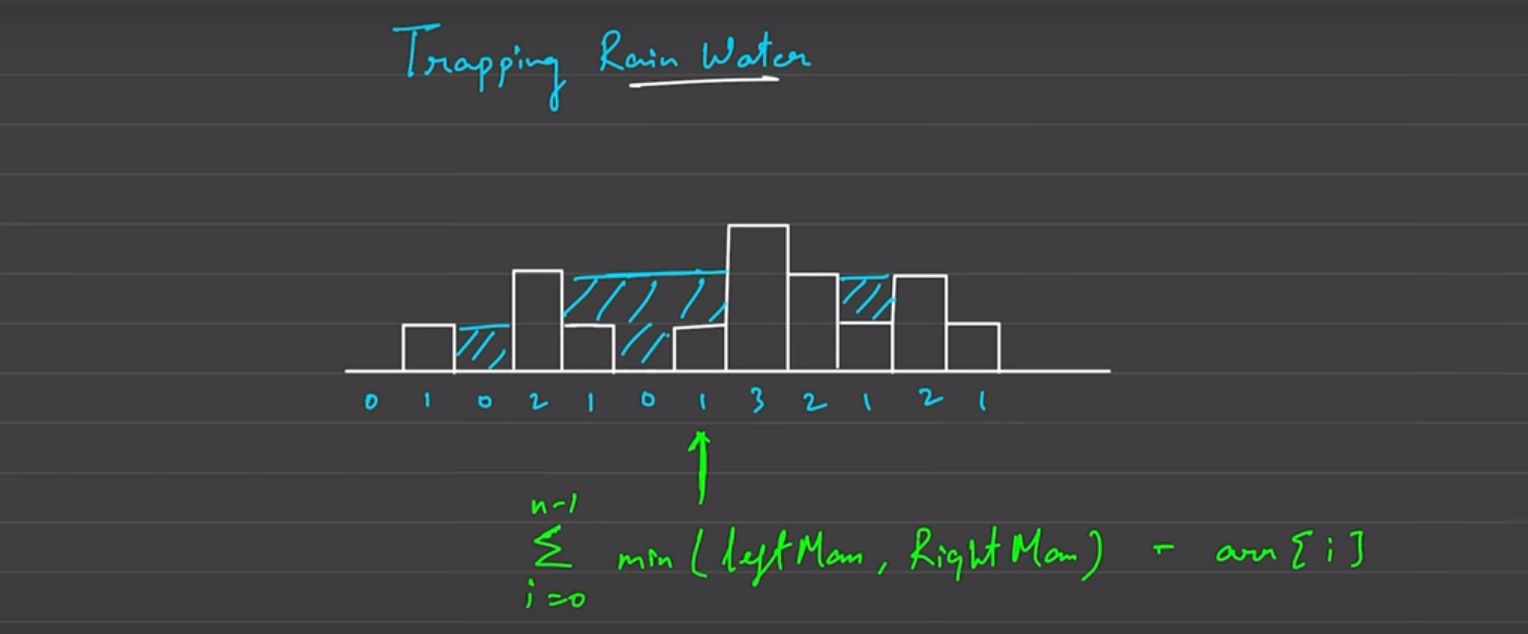 Trapping Rain Water
0 1 0 2 1 0 1 3 2 1 2 1
n-1
Σ min (leftMax, RightMax) - arr[i]
i=0